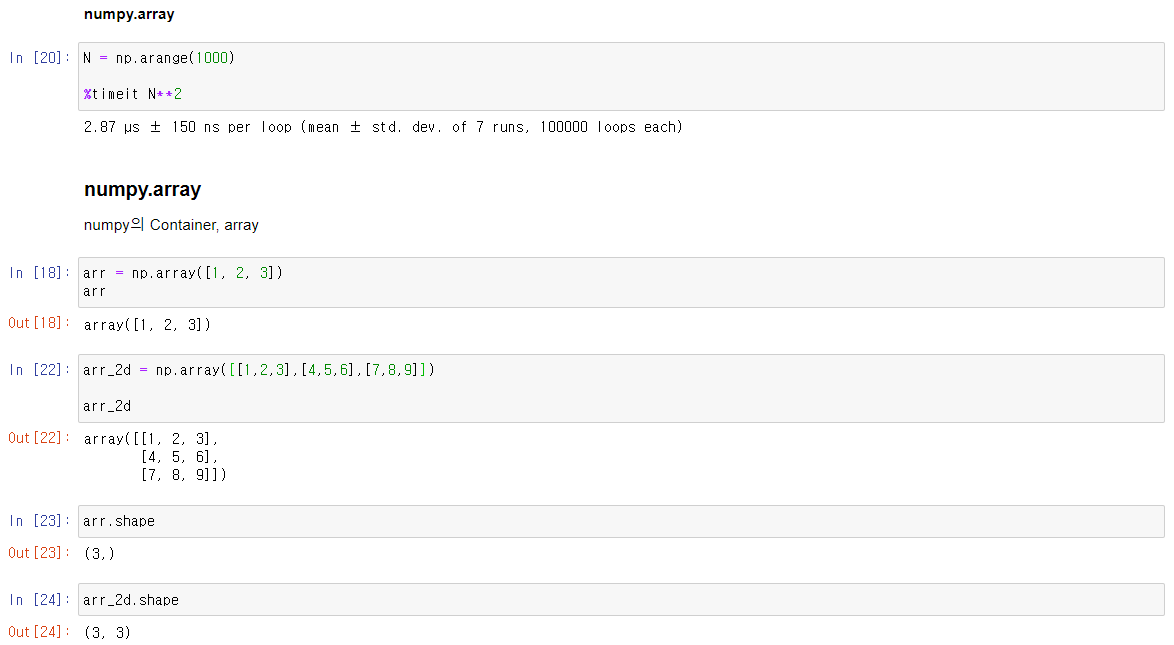 numpy.array
In [20]: N = np.arange(1000)
%timeit N**2
2.87 µs ± 150 ns per loop (mean ± std. dev. of 7 runs, 100000 loops each)
numpy.array
numpy의 Container, array
In [18]: arr = np.array([1, 2, 3])
arr
Out[18]: array([1, 2, 3])
In [22]: arr_2d = np.array([[1,2,3],[4,5,6],[7,8,9]])
arr_2d
Out[22]: array([[1, 2, 3],
[4, 5, 6],
[7, 8, 9]])
In [23]: arr.shape
Out[23]: (3,)
In [24]: arr_2d.shape
Out[24]: (3, 3)